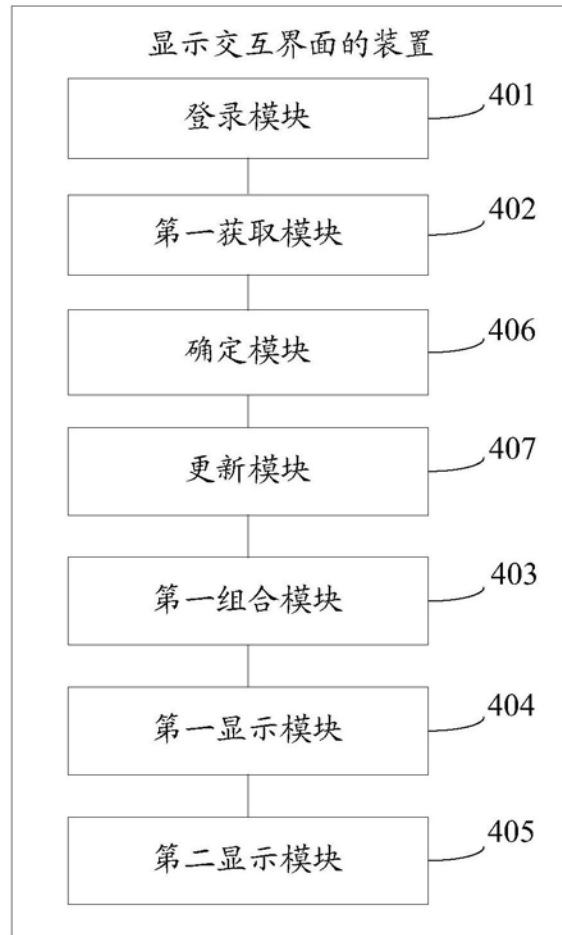 显示交互界面的装置
登录模块
401
第一获取模块
402
确定模块
406
更新模块
407
第一组合模块
403
第一显示模块
404
第二显示模块
405